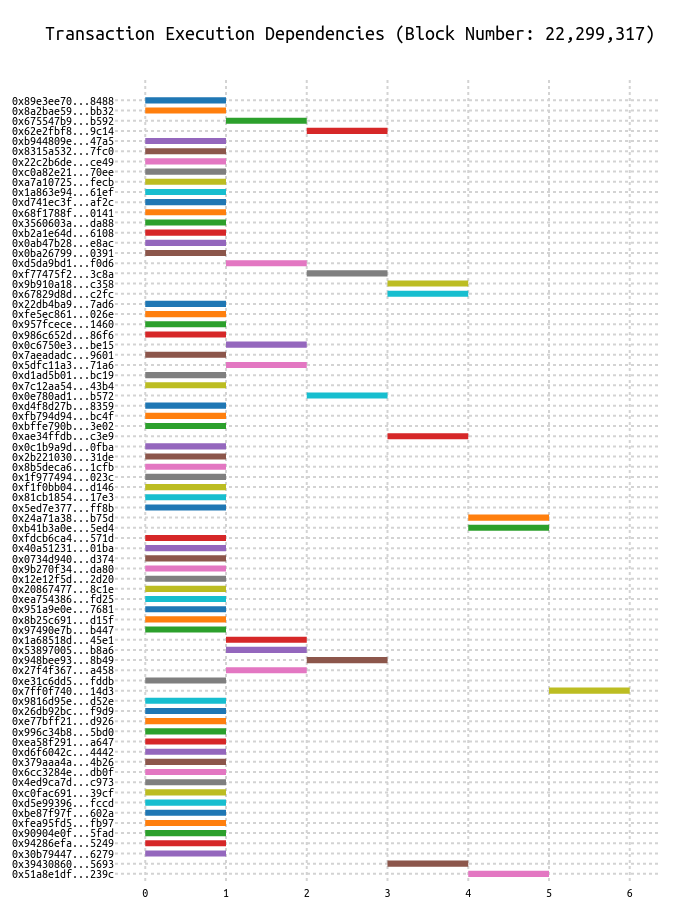 Transaction Execution Dependencies (Block Number: 22,299,317)
0x89e3ee70...8488
0x8a2bae59...bb32
0x675547b9...b592
0x62e2fbf8...9c14
0xb944809e...47a5
0x8315a532...7fc0
0x22c2b6de...ce49
0xc0a82e21...70ee
0xa7a10725...fecb
0x1a863e94...61ef
0xd741ec3f...af2c
0x68f1788f...0141
0x3560603a...da88
0xb2a1e64d...6108
0x0ab47b28...e8ac
0x0ba26799...0391
0xd5da9bd1...f0d6
0xf77475f2...3c8a
0x9b910a18...c358
0x67829d8d...c2fc
0x22db4ba9...7ad6
0xfe5ec861...026e
0x957fcece...1460
0x986c652d...86f6
0x0c6750e3...be15
0x7aeadadc...9601
0x5dfc11a3...71a6
0xd1ad5b01...bc19
0x7c12aa54...43b4
0x0e780ad1...b572
0xd4f8d27b...8359
0xfb794d94...bc4f
0xbffe790b...3e02
0xae34ffdb...c3e9
0x0c1b9a9d...0fba
0x2b221030...31de
0x8b5deca6...1cfb
0x1f977494...023c
0xf1f0bb04...d146
0x81cb1854...17e3
0x5ed7e377...ff8b
0x24a71a38...b75d
0xb41b3a0e...5ed4
0xfdcb6ca4...571d
0x40a51231...01ba
0x0734d940...d374
0x9b270f34...da80
0x12e12f5d...2d20
0x20867477...8c1e
0xea754386...fd25
0x951a9e0e...7681
0x8b25c691...d15f
0x97490e7b...b447
0x1a68518d...45e1
0x53897005...b8a6
0x948bee93...8b49
0x27f4f367...a458
0xe31c6dd5...fddb
0x7ff0f740...14d3
0x9816d95e...d52e
0x26db92bc...f9d9
0xe77bff21...d926
0x996c34b8...5bd0
0xea58f291...a647
0xd6f6042c...4442
0x379aaa4a...4b26
0x6cc3284e...db0f
0x4ed9ca7d...c973
0xc0fac691...39cf
0xd5e99396...fccd
0xbe87f97f...602a
0xfea95fd5...fb97
0x90904e0f...5fad
0x94286efa...5249
0x30b79447...6279
0x39430860...5693
0x51a8e1df...239c
0 1 2 3 4 5 6